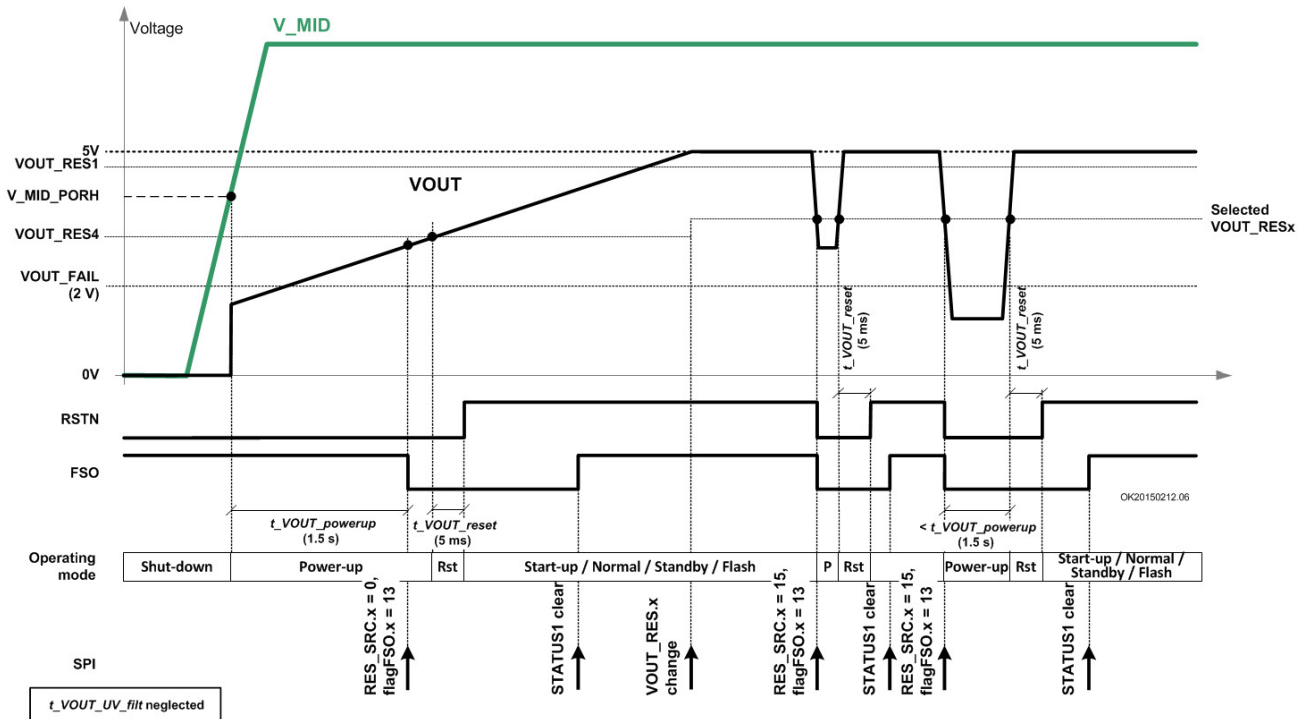 Voltage
V_MID
5V
VOUT_RES1
VOUT
V_MID_PORH
VOUT_RES4
Selected
VOUT_RESx
VOUT_FAIL
(2 V)
t_VOUT_reset
(5 ms)
t_VOUT_reset
(5 ms)
0V
RSTN
FSO
OK20150212.06
t_VOUT_powerup
(1.5 s)
t_VOUT_reset
(5 ms)
< t_VOUT_powerup
(1.5 s)
Operating
mode
Shut-down
Power-up
Rst
Start-up / Normal / Standby / Flash
P
Rst
Power-up
Rst
Start-up / Normal /
Standby / Flash
RES_SRC.x = 0,
flagFSO.x = 13
STATUS1 clear
VOUT_RES.x
change
RES_SRC.x = 15,
flagFSO.x = 13
STATUS1 clear
RES_SRC.x = 15,
flagFSO.x = 13
STATUS1 clear
SPI
t_VOUT_UV_filt neglected